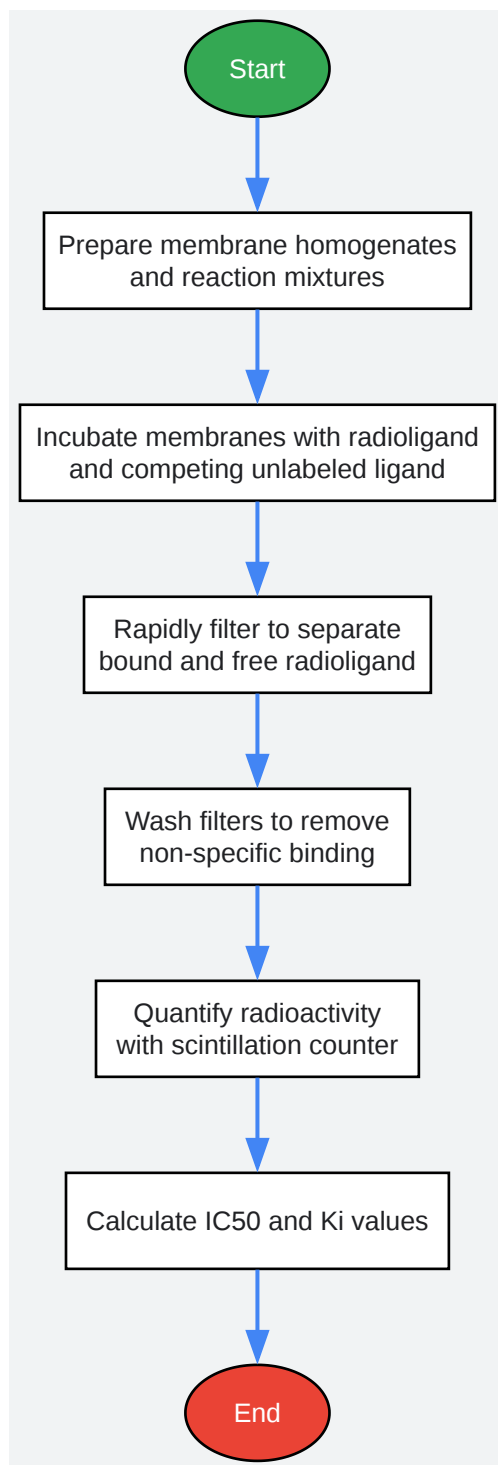 Start
Prepare membrane homogenates
and reaction mixtures
Incubate membranes with radioligand
and competing unlabeled ligand
Rapidly filter to separate
bound and free radioligand
Wash filters to remove
non-specific binding
Quantify radioactivity
with scintillation counter
Calculate IC50 and Ki values
End